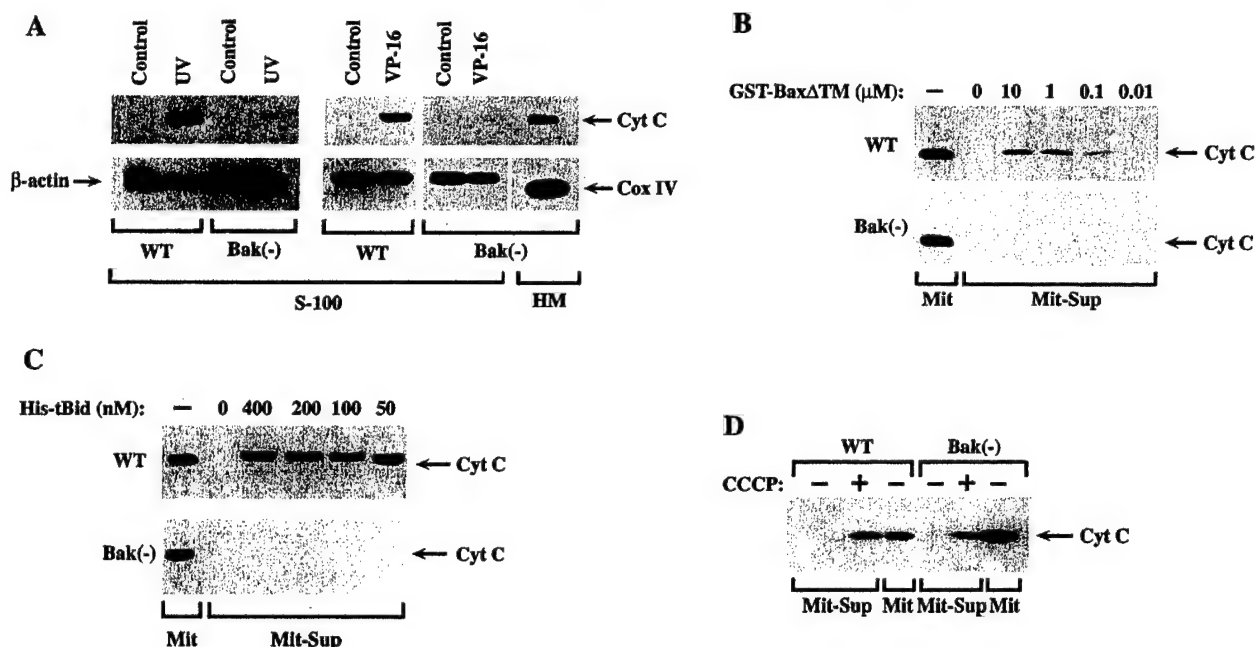 A
Control UV Control UV Control VP-16 Control VP-16
← Cyt C
β-actin →
← Cox IV
WT Bak(-) WT Bak(-)
S-100 HM
B
GST-BaxΔTM (μM): — 0 10 1 0.1 0.01
WT
← Cyt C
Bak(-)
← Cyt C
Mit Mit-Sup
C
His-tBid (nM): — 0 400 200 100 50
WT
← Cyt C
Bak(-)
← Cyt C
Mit Mit-Sup
D
WT Bak(-)
CCCP: — + — — + —
← Cyt C
Mit-Sup Mit Mit-Sup Mit